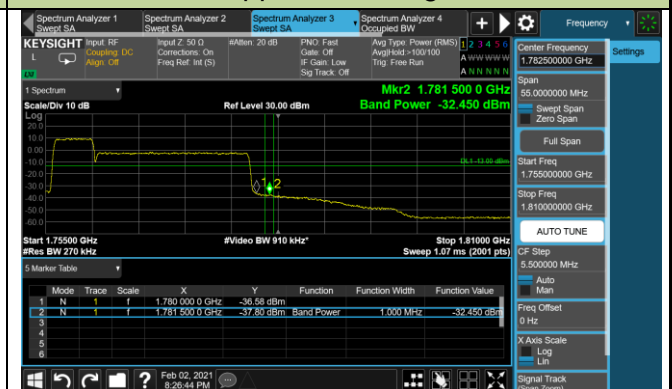 Spectrum Analyzer 1 Swept SA
Spectrum Analyzer 2 Swept SA
Spectrum Analyzer 3 Swept SA
Spectrum Analyzer 4 Occupied BW
Frequency
KEYSIGHT
L
Input: RF
Coupling: DC
Align: Off
Input Z: 50 Ω
Corrections: On
Freq Ref: Int (S)
#Atten: 20 dB
PNO: Fast
Gate: Off
IF Gain: Low
Sig Track: Off
Avg Type: Power (RMS)
Avg|Hold:>100/100
Trig: Free Run
1 2 3 4 5 6
A W W W W W
A N N N N N
1 Spectrum
Scale/Div 10 dB
Log
Ref Level 30.00 dBm
Mkr2 1.781 500 0 GHz
Band Power -32.450 dBm
20.0
10.0
0.00
-10.0
-20.0
-30.0
-40.0
-50.0
-60.0
DL1 -13.00 dBm
1
2
Start 1.75500 GHz
#Res BW 270 kHz
#Video BW 910 kHz*
Stop 1.81000 GHz
Sweep 1.07 ms (2001 pts)
5 Marker Table
Mode Trace Scale X Y Function Function Width Function Value
1 N 1 f 1.780 000 0 GHz -36.58 dBm
2 N 1 f 1.781 500 0 GHz -37.80 dBm Band Power 1.000 MHz -32.450 dBm
3
4
5
6
Feb 02, 2021
8:26:44 PM
Center Frequency
1.782500000 GHz
Settings
Span
55.0000000 MHz
Swept Span
Zero Span
Full Span
Start Freq
1.755000000 GHz
Stop Freq
1.810000000 GHz
AUTO TUNE
CF Step
5.500000 MHz
Auto
Man
Freq Offset
0 Hz
X Axis Scale
Log
Lin
Signal Track
(Span Zoom)